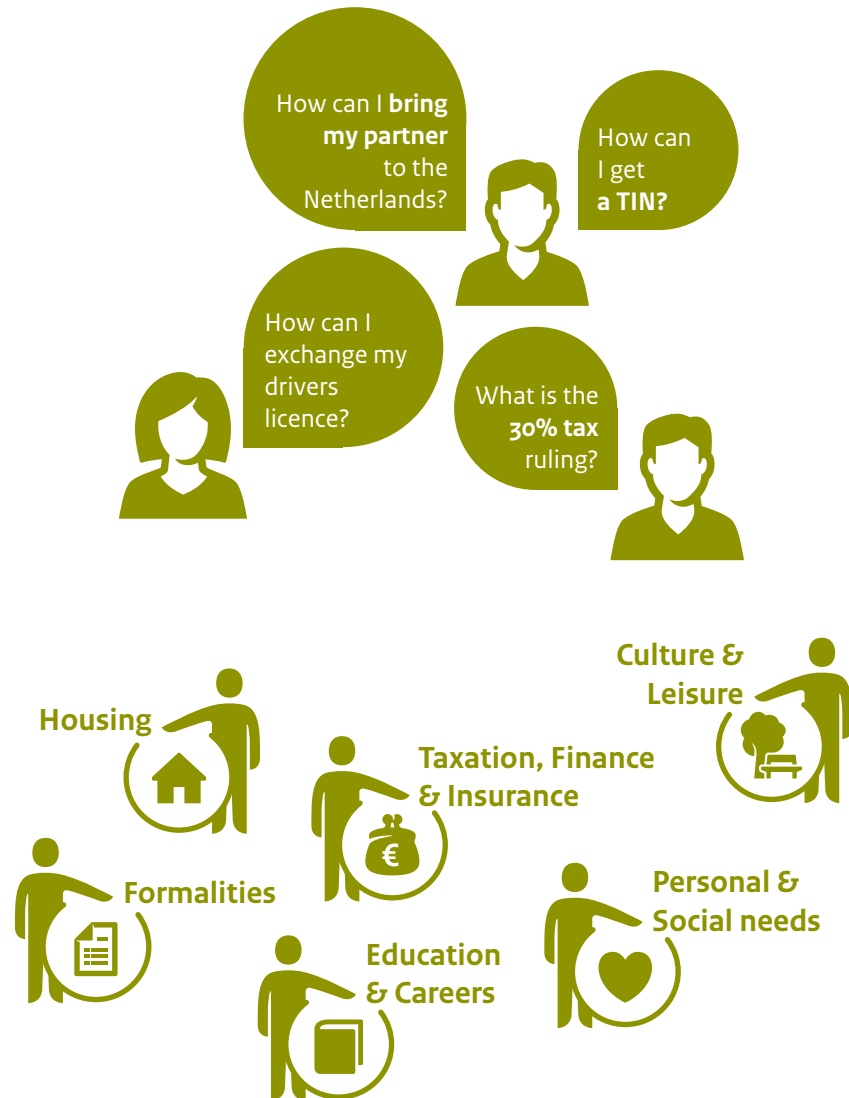 How can I bring
my partner
to the
Netherlands?
How can
I get
a TIN?
How can I
exchange my
drivers
licence?
What is the
30% tax
ruling?
Culture &
Leisure
Housing
Taxation, Finance
& Insurance
€
Formalities
Personal &
Social needs
Education
& Careers